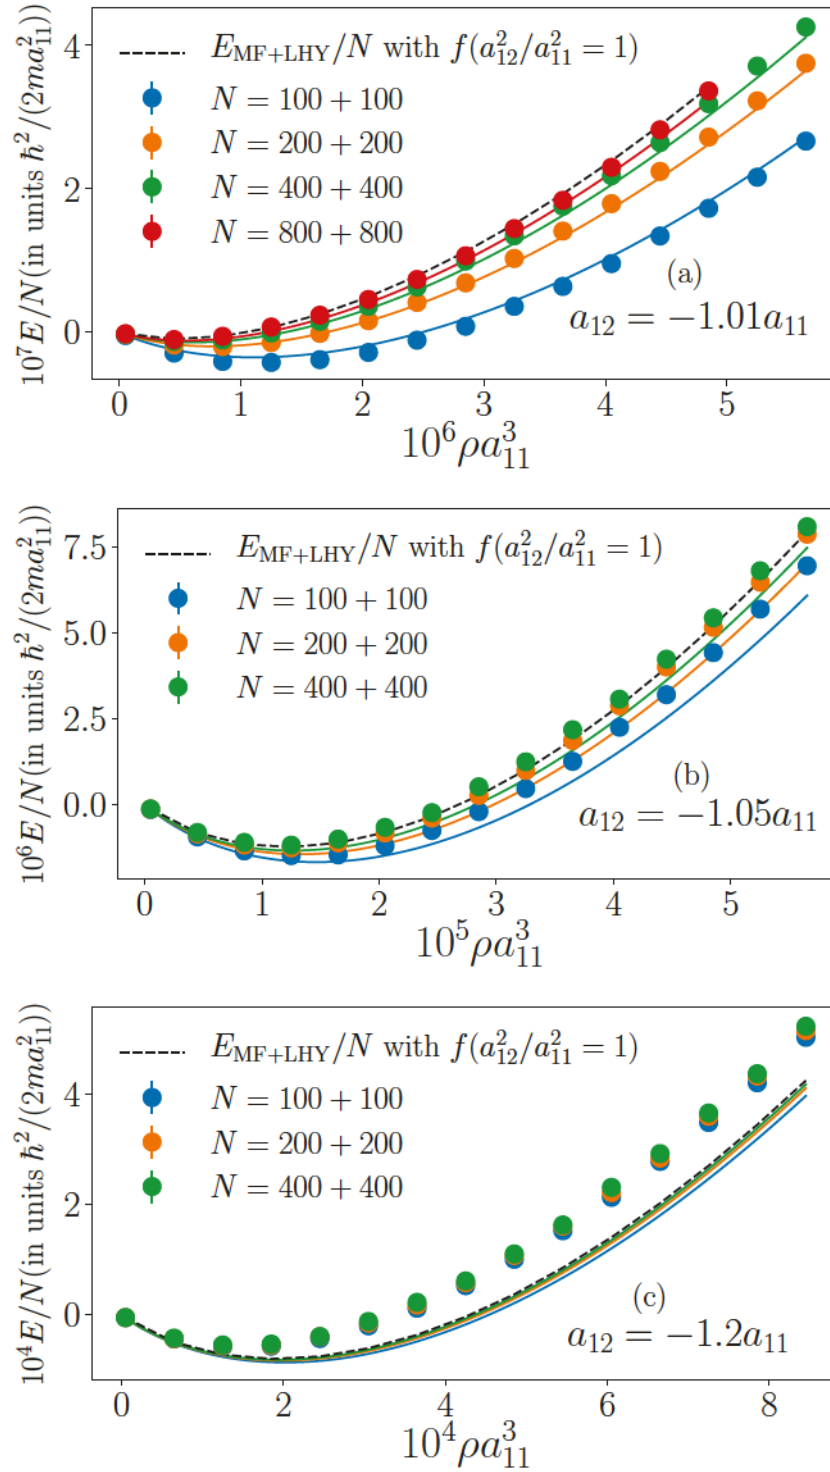 E_MF+LHY/N with f(a_12^2/a_11^2 = 1)
N = 100 + 100
N = 200 + 200
N = 400 + 400
N = 800 + 800
(a)
a_12 = −1.01a_11
10^7 E/N(in units ℏ^2/(2ma_11^2))
4
2
0
0 1 2 3 4 5
10^6 ρa_11^3
E_MF+LHY/N with f(a_12^2/a_11^2 = 1)
N = 100 + 100
N = 200 + 200
N = 400 + 400
(b)
a_12 = −1.05a_11
10^6 E/N(in units ℏ^2/(2ma_11^2))
7.5
5.0
2.5
0.0
0 1 2 3 4 5
10^5 ρa_11^3
E_MF+LHY/N with f(a_12^2/a_11^2 = 1)
N = 100 + 100
N = 200 + 200
N = 400 + 400
(c)
a_12 = −1.2a_11
10^4 E/N(in units ℏ^2/(2ma_11^2))
4
2
0
0 2 4 6 8
10^4 ρa_11^3